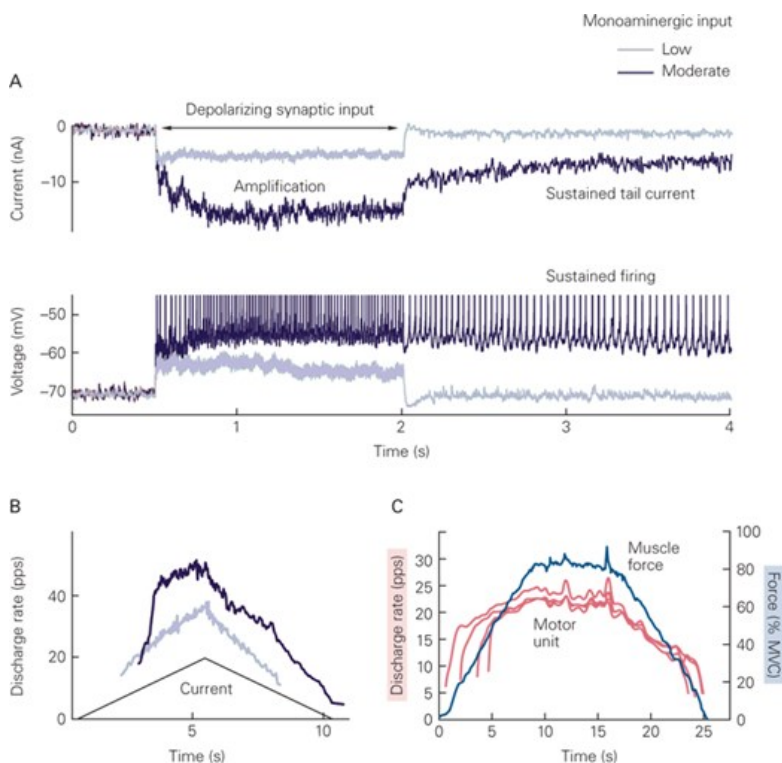 Monoaminergic input
Low
Moderate
A
Depolarizing synaptic input
0
−10
Current (nA)
Amplification
Sustained tail current
Sustained firing
−50
−60
−70
Voltage (mV)
0 1 2 3 4
Time (s)
B
Discharge rate (pps)
40
20
0
Current
5 10
Time (s)
C
Discharge rate (pps)
30
25
20
15
10
5
0
Muscle
force
Motor
unit
100
80
60
40
20
0
Force (% MVC)
0 5 10 15 20 25
Time (s)